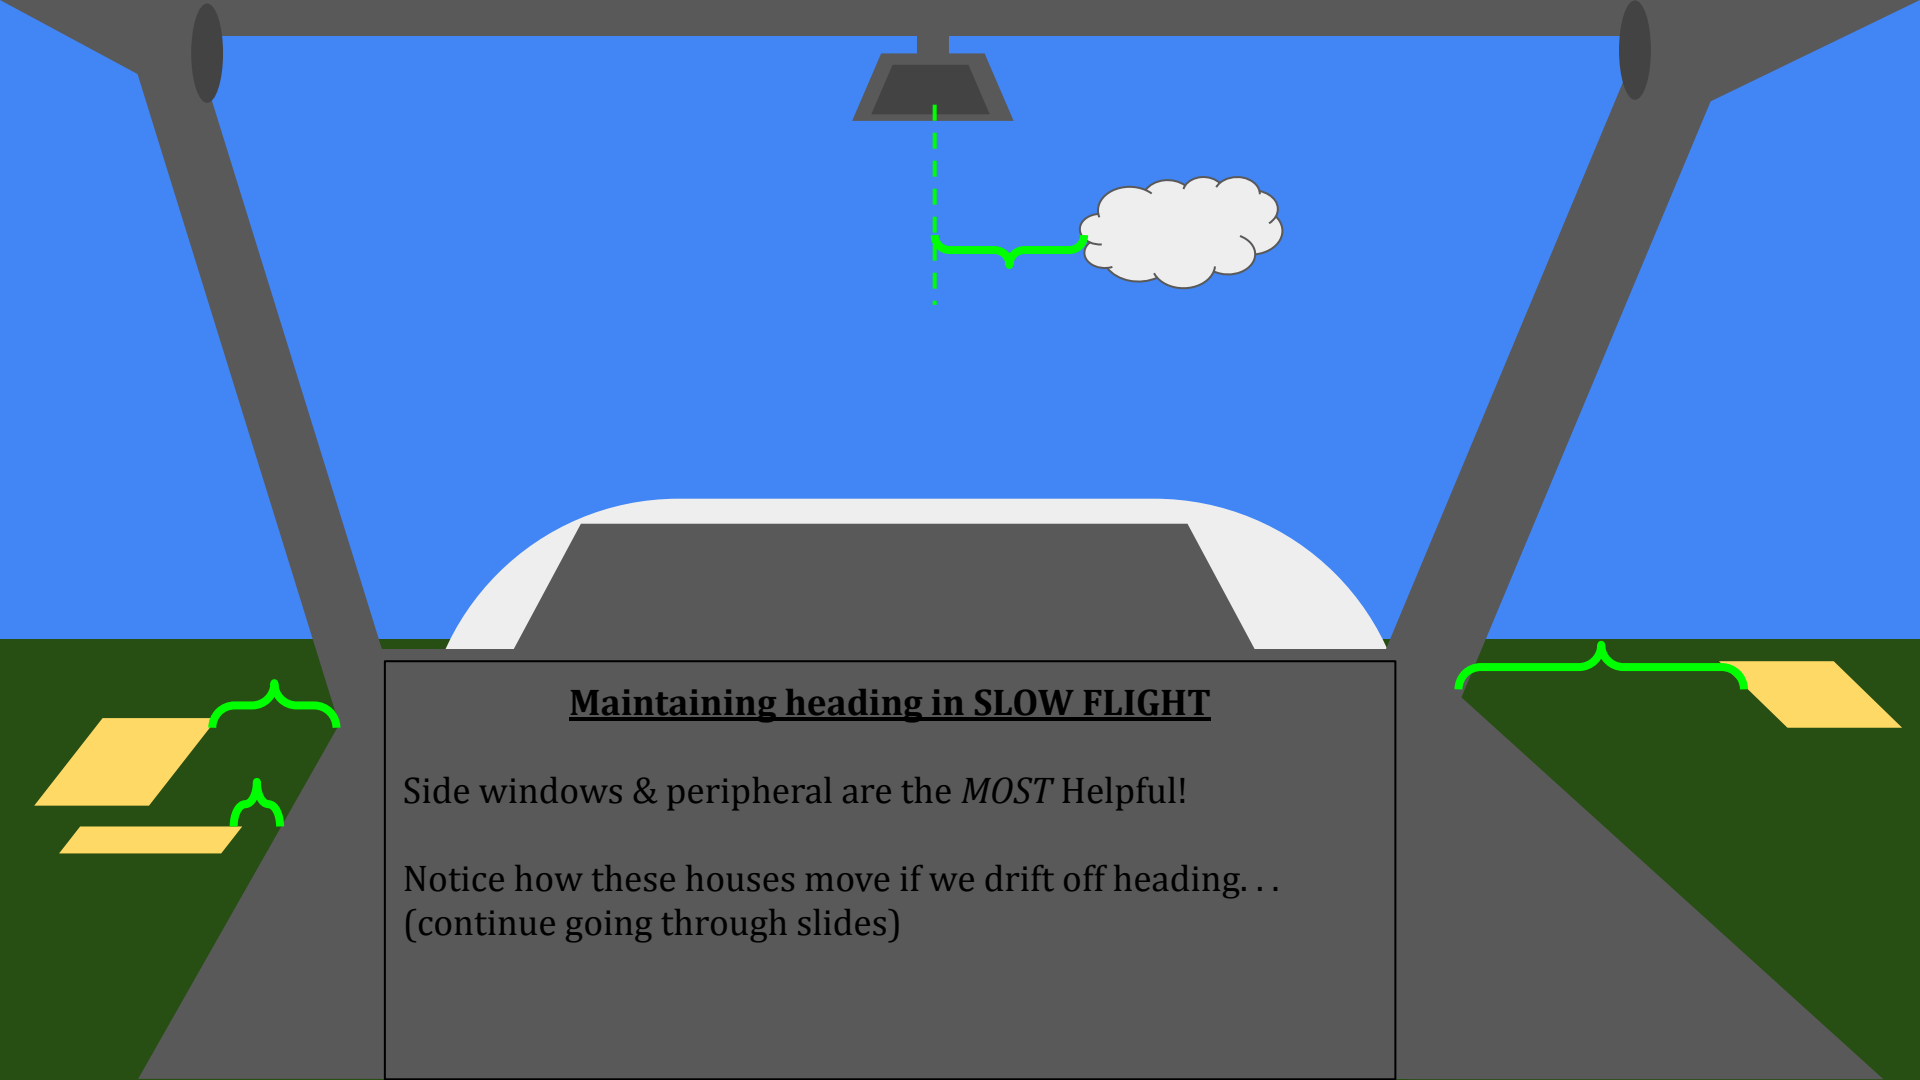 Maintaining heading in SLOW FLIGHT
Side windows & peripheral are the MOST Helpful!
Notice how these houses move if we drift off heading. . .
(continue going through slides)